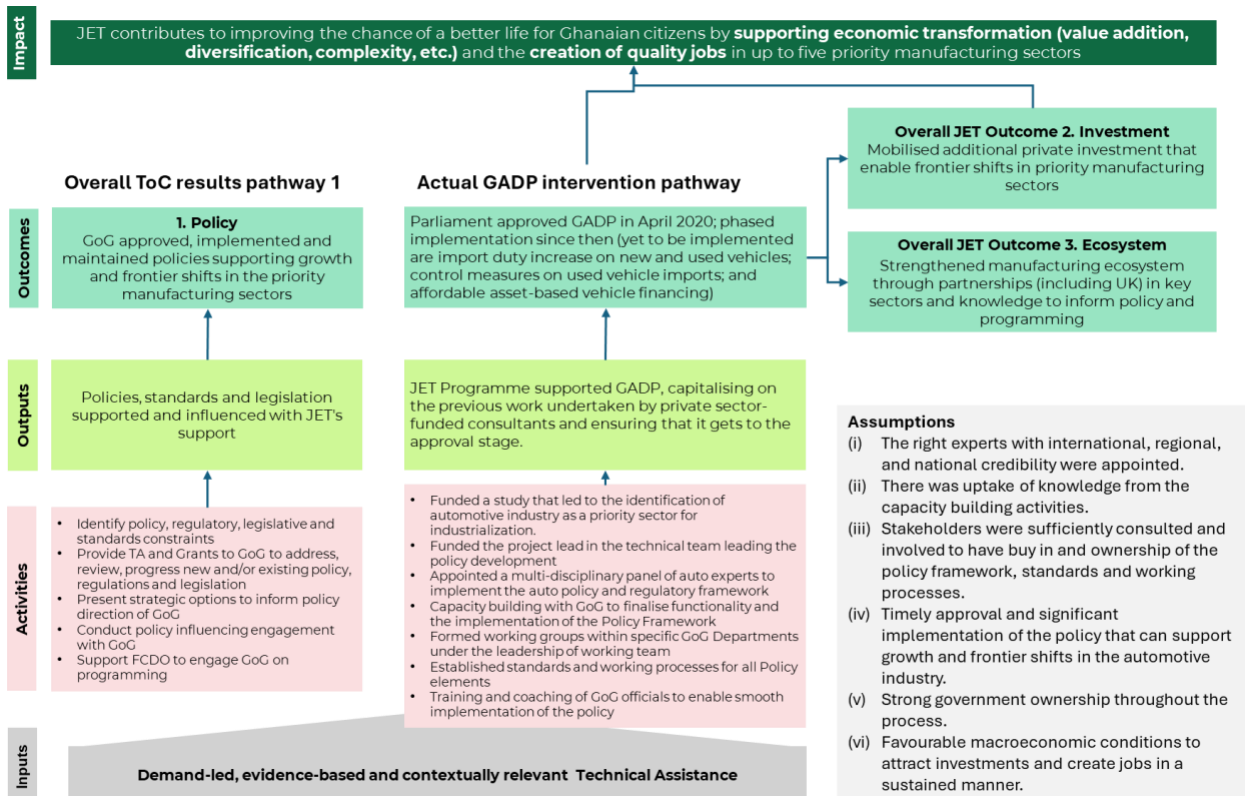 Impact
JET contributes to improving the chance of a better life for Ghanaian citizens by supporting economic transformation (value addition,
diversification, complexity, etc.) and the creation of quality jobs in up to five priority manufacturing sectors
Overall JET Outcome 2. Investment
Mobilised additional private investment that
enable frontier shifts in priority manufacturing
sectors
Overall ToC results pathway 1
Actual GADP intervention pathway
Outcomes
1. Policy
GoG approved, implemented and
maintained policies supporting growth
and frontier shifts in the priority
manufacturing sectors
Parliament approved GADP in April 2020; phased
implementation since then (yet to be implemented
are import duty increase on new and used vehicles;
control measures on used vehicle imports; and
affordable asset-based vehicle financing)
Overall JET Outcome 3. Ecosystem
Strengthened manufacturing ecosystem
through partnerships (including UK) in key
sectors and knowledge to inform policy and
programming
Outputs
Policies, standards and legislation
supported and influenced with JET's
support
JET Programme supported GADP, capitalising on
the previous work undertaken by private sector-
funded consultants and ensuring that it gets to the
approval stage.
Activities
• Identify policy, regulatory, legislative and
standards constraints
• Provide TA and Grants to GoG to address,
review, progress new and/or existing policy,
regulations and legislation
• Present strategic options to inform policy
direction of GoG
• Conduct policy influencing engagement
with GoG
• Support FCDO to engage GoG on
programming
• Funded a study that led to the identification of
automotive industry as a priority sector for
industrialization.
• Funded the project lead in the technical team leading the
policy development
• Appointed a multi-disciplinary panel of auto experts to
implement the auto policy and regulatory framework
• Capacity building with GoG to finalise functionality and
the implementation of the Policy Framework
• Formed working groups within specific GoG Departments
under the leadership of working team
• Established standards and working processes for all Policy
elements
• Training and coaching of GoG officials to enable smooth
implementation of the policy
Assumptions
(i) The right experts with international, regional,
and national credibility were appointed.
(ii) There was uptake of knowledge from the
capacity building activities.
(iii) Stakeholders were sufficiently consulted and
involved to have buy in and ownership of the
policy framework, standards and working
processes.
(iv) Timely approval and significant
implementation of the policy that can support
growth and frontier shifts in the automotive
industry.
(v) Strong government ownership throughout the
process.
(vi) Favourable macroeconomic conditions to
attract investments and create jobs in a
sustained manner.
Inputs
Demand-led, evidence-based and contextually relevant Technical Assistance